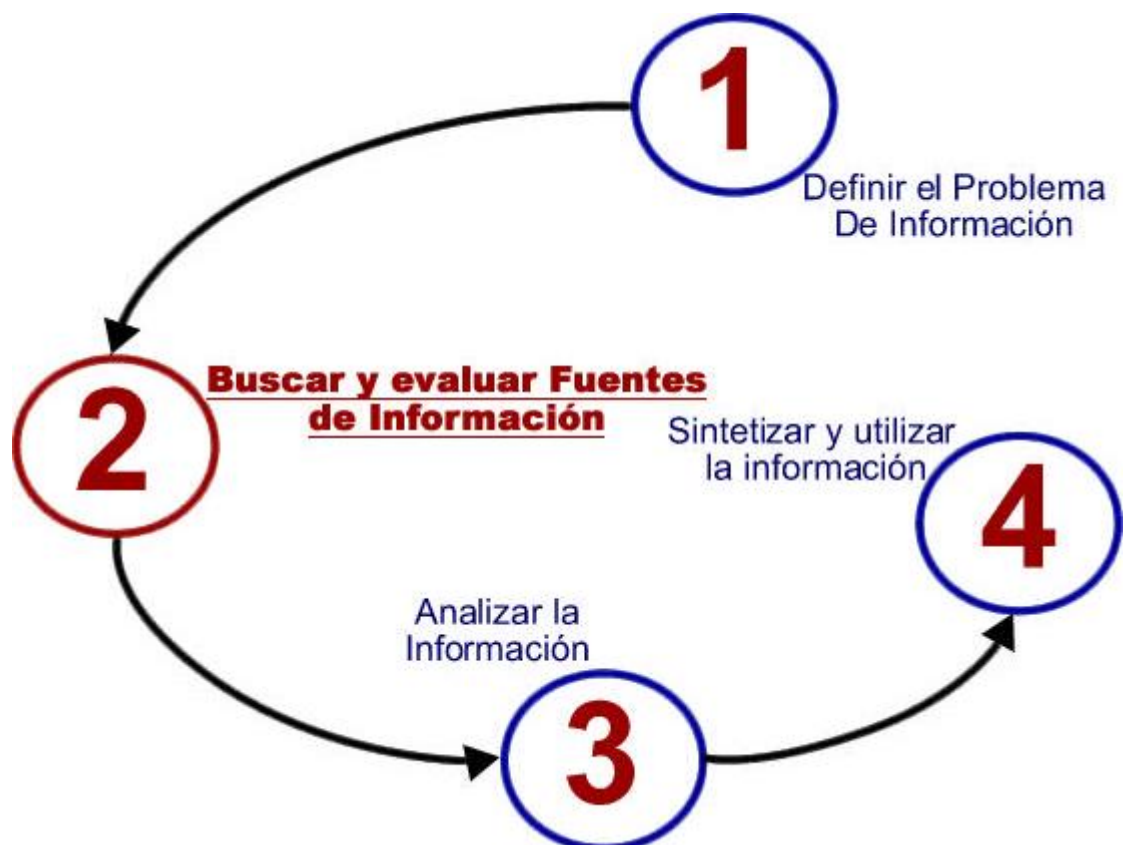 1
Definir el Problema
De Información
2
Buscar y evaluar Fuentes
de Información
3
Analizar la
Información
4
Sintetizar y utilizar
la información